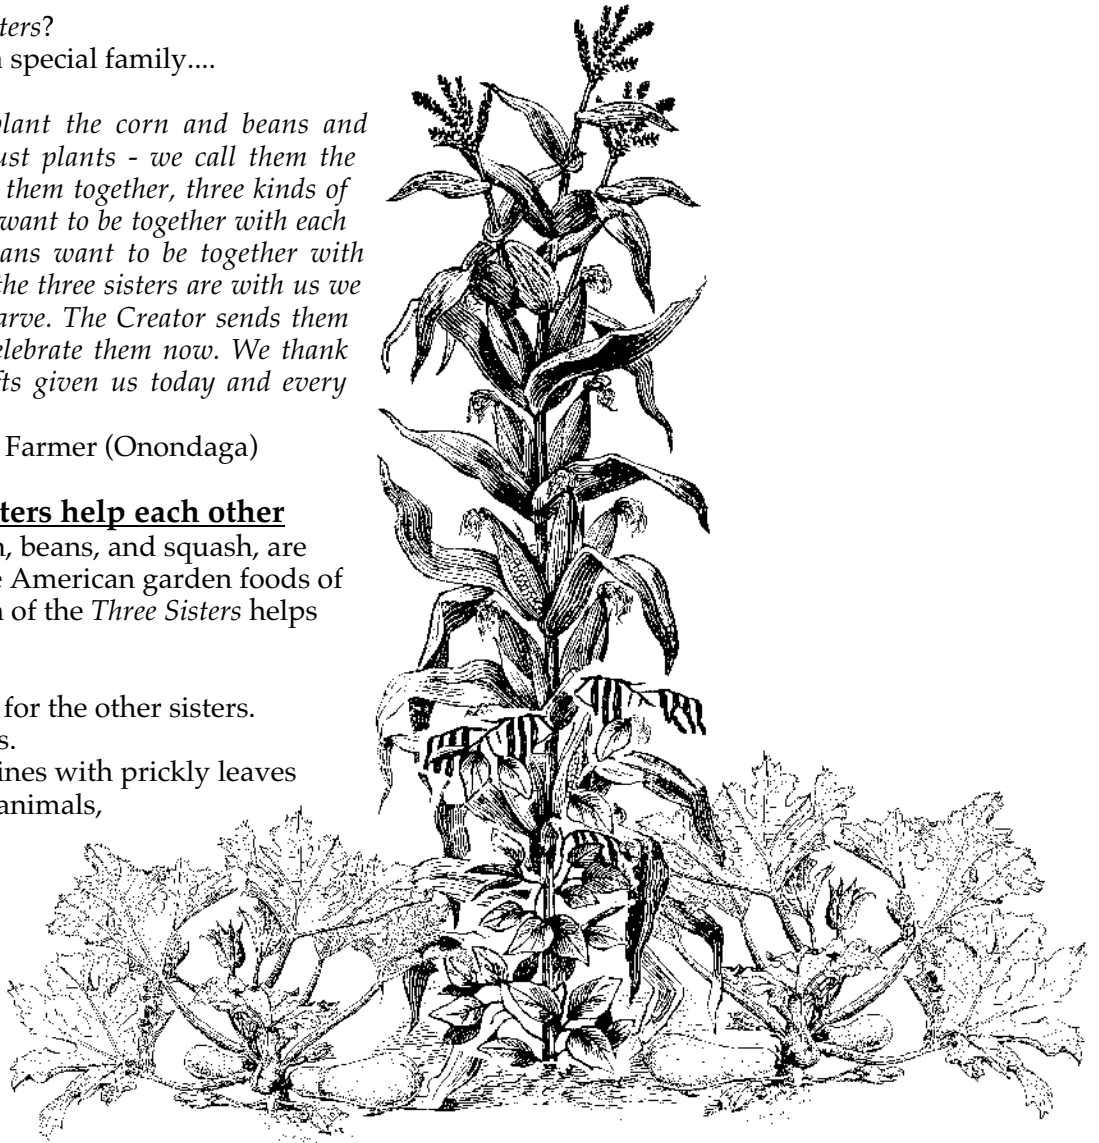 ters?
special family....
plant the corn and beans and
ust plants - we call them the
them together, three kinds of
want to be together with each
ans want to be together with
the three sisters are with us we
arve. The Creator sends them
elebrate them now. We thank
fts given us today and every
Farmer (Onondaga)
ters help each other
, beans, and squash, are
American garden foods of
of the Three Sisters helps
for the other sisters.
s.
ines with prickly leaves
animals,